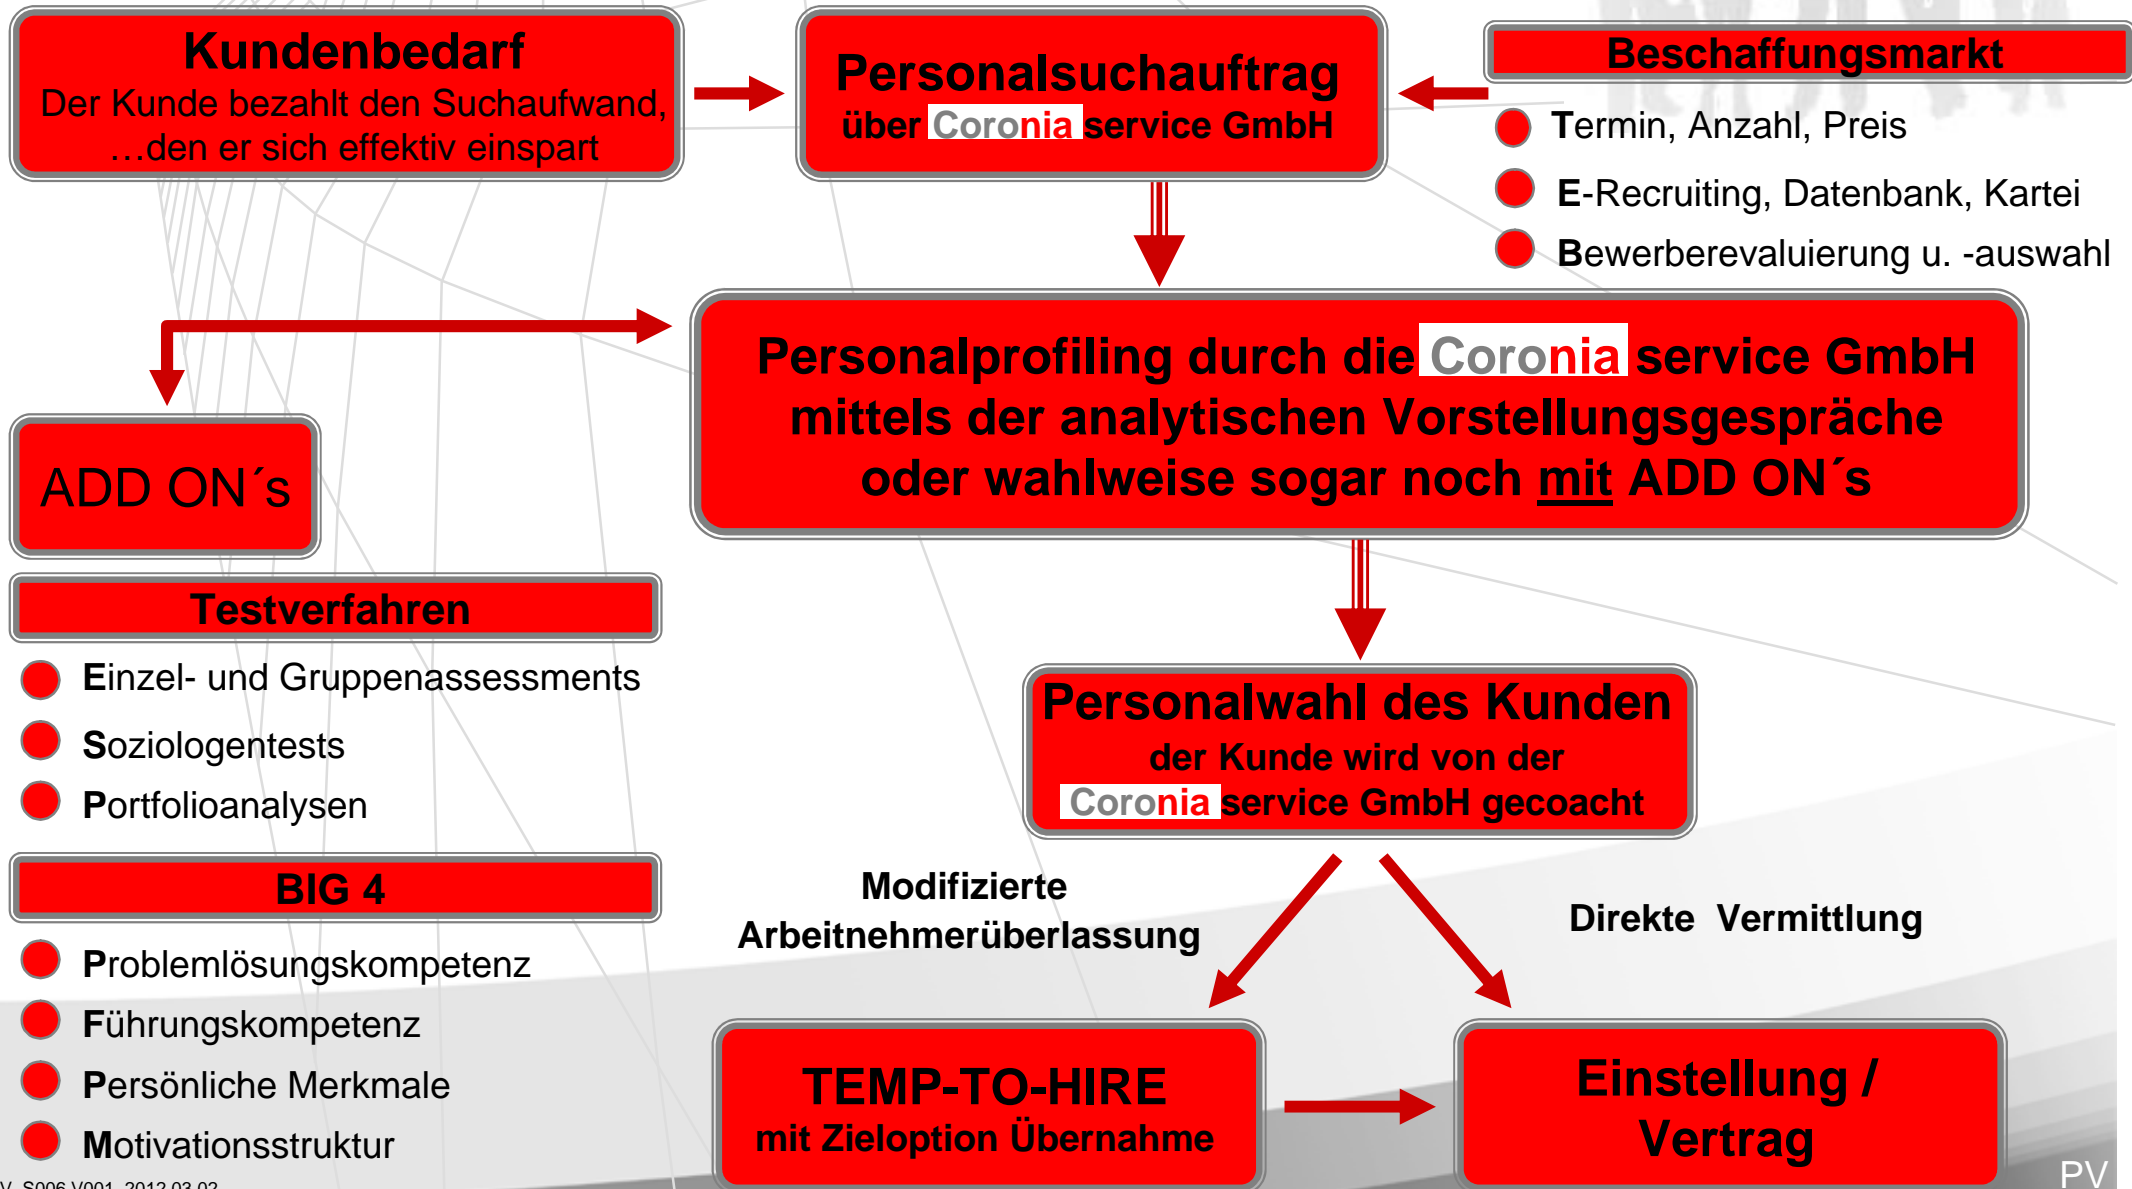 Kundenbedarf
Der Kunde bezahlt den Suchaufwand,
…den er sich effektiv einspart
Personalsuchauftrag
über Coronia service GmbH
Beschaffungsmarkt
Termin, Anzahl, Preis
E-Recruiting, Datenbank, Kartei
Bewerberevaluierung u. -auswahl
Personalprofiling durch die Coronia service GmbH
mittels der analytischen Vorstellungsgespräche
oder wahlweise sogar noch mit ADD ON´s
ADD ON´s
Testverfahren
Einzel- und Gruppenassessments
Soziologentests
Portfolioanalysen
BIG 4
Problemlösungskompetenz
Führungskompetenz
Persönliche Merkmale
Motivationsstruktur
Personalwahl des Kunden
der Kunde wird von der
Coronia service GmbH gecoacht
Modifizierte
Arbeitnehmerüberlassung
Direkte Vermittlung
TEMP-TO-HIRE
mit Zieloption Übernahme
Einstellung /
Vertrag
V_S006 V001_2012 03 02
PV